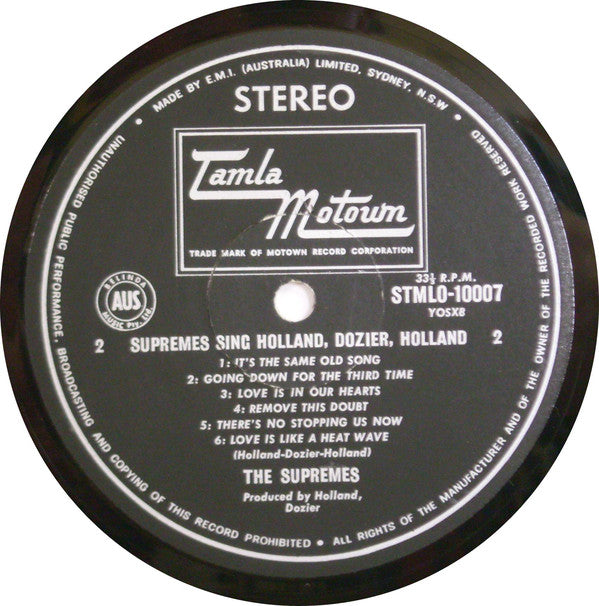 • MADE BY E.M.I. (AUSTRALIA) LIMITED, SYDNEY, N.S.W •
UNAUTHORISED PUBLIC PERFORMANCE, BROADCASTING AND COPYING OF THIS RECORD PROHIBITED • ALL RIGHTS OF THE MANUFACTURER AND OF THE OWNER OF THE RECORDED WORK RESERVED
STEREO
Tamla
Motown
TRADE MARK OF MOTOWN RECORD CORPORATION
33⅓ R.P.M.
STMLO-10007
YOSX8
BELINDA
AUS
MUSIC PTY. LTD
2 SUPREMES SING HOLLAND, DOZIER, HOLLAND 2
1: IT'S THE SAME OLD SONG
2: GOING DOWN FOR THE THIRD TIME
3: LOVE IS IN OUR HEARTS
4: REMOVE THIS DOUBT
5: THERE'S NO STOPPING US NOW
6: LOVE IS LIKE A HEAT WAVE
(Holland-Dozier-Holland)
THE SUPREMES
Produced by Holland,
Dozier